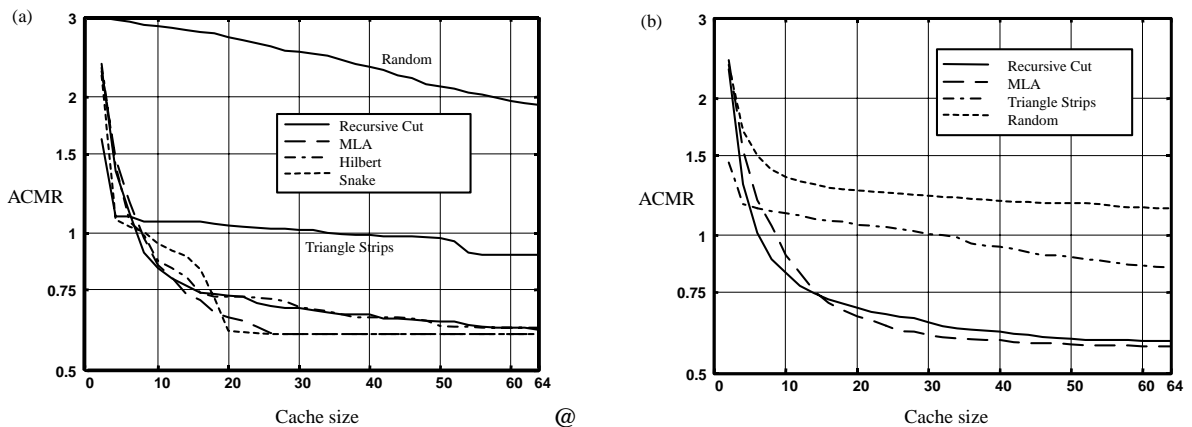 (a)
3
2
1.5
1
0.75
0.5
ACMR
Random
Recursive Cut
MLA
Hilbert
Snake
Triangle Strips
0 10 20 30 40 50 60 64
Cache size
@
(b)
3
2
1.5
1
0.75
0.5
ACMR
Recursive Cut
MLA
Triangle Strips
Random
0 10 20 30 40 50 60 64
Cache size